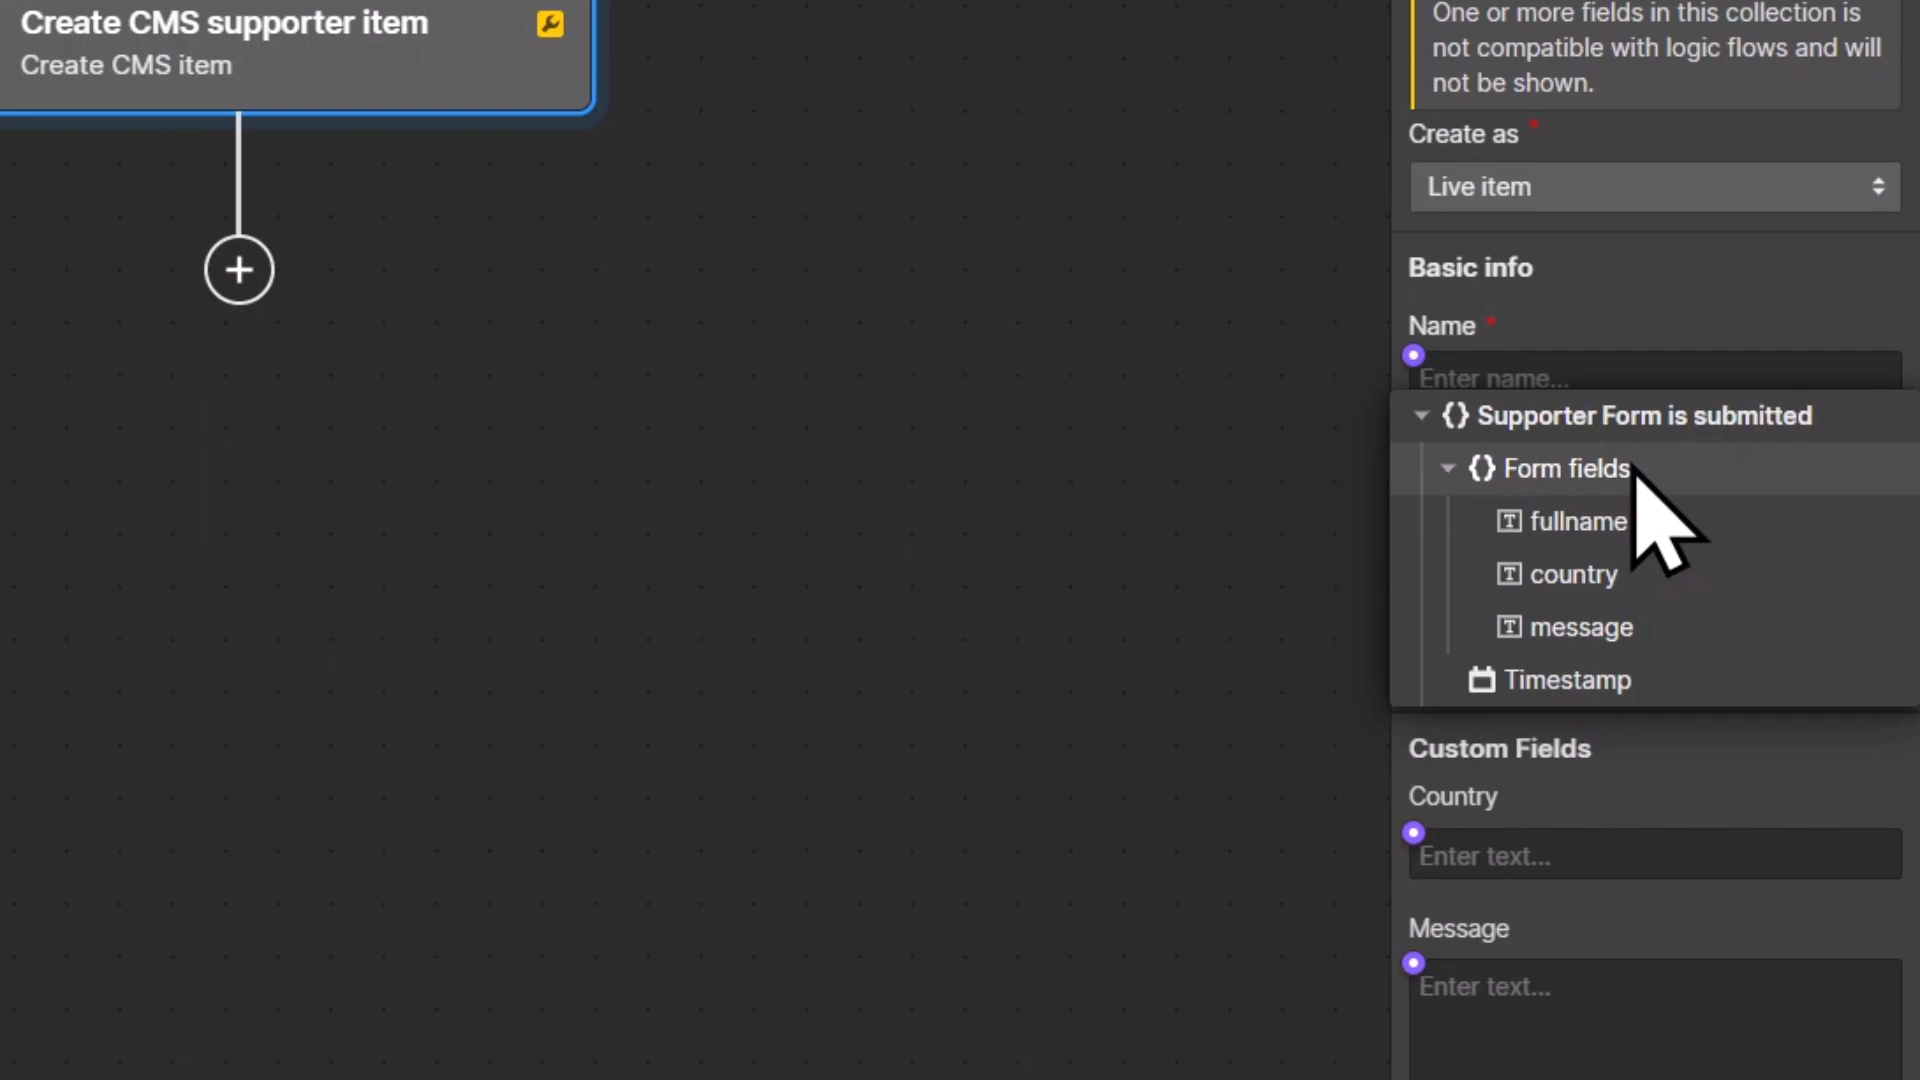 Create CMS supporter item
Create CMS item
One or more fields in this collection is
not compatible with logic flows and will
not be shown.
Create as *
Live item
Basic info
Name *
Enter name...
{} Supporter Form is submitted
{} Form fields
T fullname
T country
T message
Timestamp
Custom Fields
Country
Enter text...
Message
Enter text...